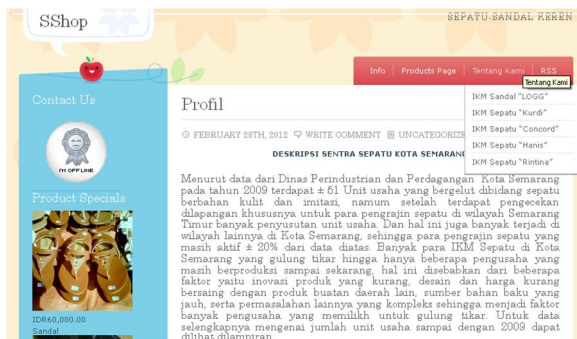 SShop
SEPATU-SANDAL KEREN
Info
Products Page
Tentang Kami
RSS
Tentang Kami
IKM Sandal "LOGG"
IKM Sepatu "Kurdi"
IKM Sepatu "Concord"
IKM Sepatu "Hanis"
IKM Sepatu "Rintina"
Contact Us
I'M OFFLINE
Product Specials
IDR60,000.00
Sandal
Profil
FEBRUARY 28TH, 2012 WRITE COMMENT UNCATEGORIZE
DESKRIPSI SENTRA SEPATU KOTA SEMARANG
Menurut data dari Dinas Perindustrian dan Perdagangan Kota Semarang
pada tahun 2009 terdapat ± 51 Unit usaha yang bergelut dibidang sepatu
berbahan kulit dan imitasi, namum setelah terdapat pengecekan
dilapangan khususnya untuk para pengrajin sepatu di wilayah Semarang
Timur banyak penyusutan unit usaha. Dan hal ini juga banyak terjadi di
wilayah lainnya di Kota Semarang, sehingga para pengrajin sepatu yang
masih aktif ± 20% dari data diatas. Banyak para IKM Sepatu di Kota
Semarang yang gulung tikar hingga hanya beberapa pengusaha yang
masih berproduksi sampai sekarang, hal ini disebabkan dari beberapa
faktor yaitu inovasi produk yang kurang, desain dan harga kurang
bersaing dengan produk buatan daerah lain, sumber bahan baku yang
jauh, serta permasalahan lainnya yang kompleks sehingga menjadi faktor
banyak pengusaha yang memilikh untuk gulung tikar. Untuk data
selengkapnya mengenai jumlah unit usaha sampai dengan 2009 dapat
dilihat dilampiran.